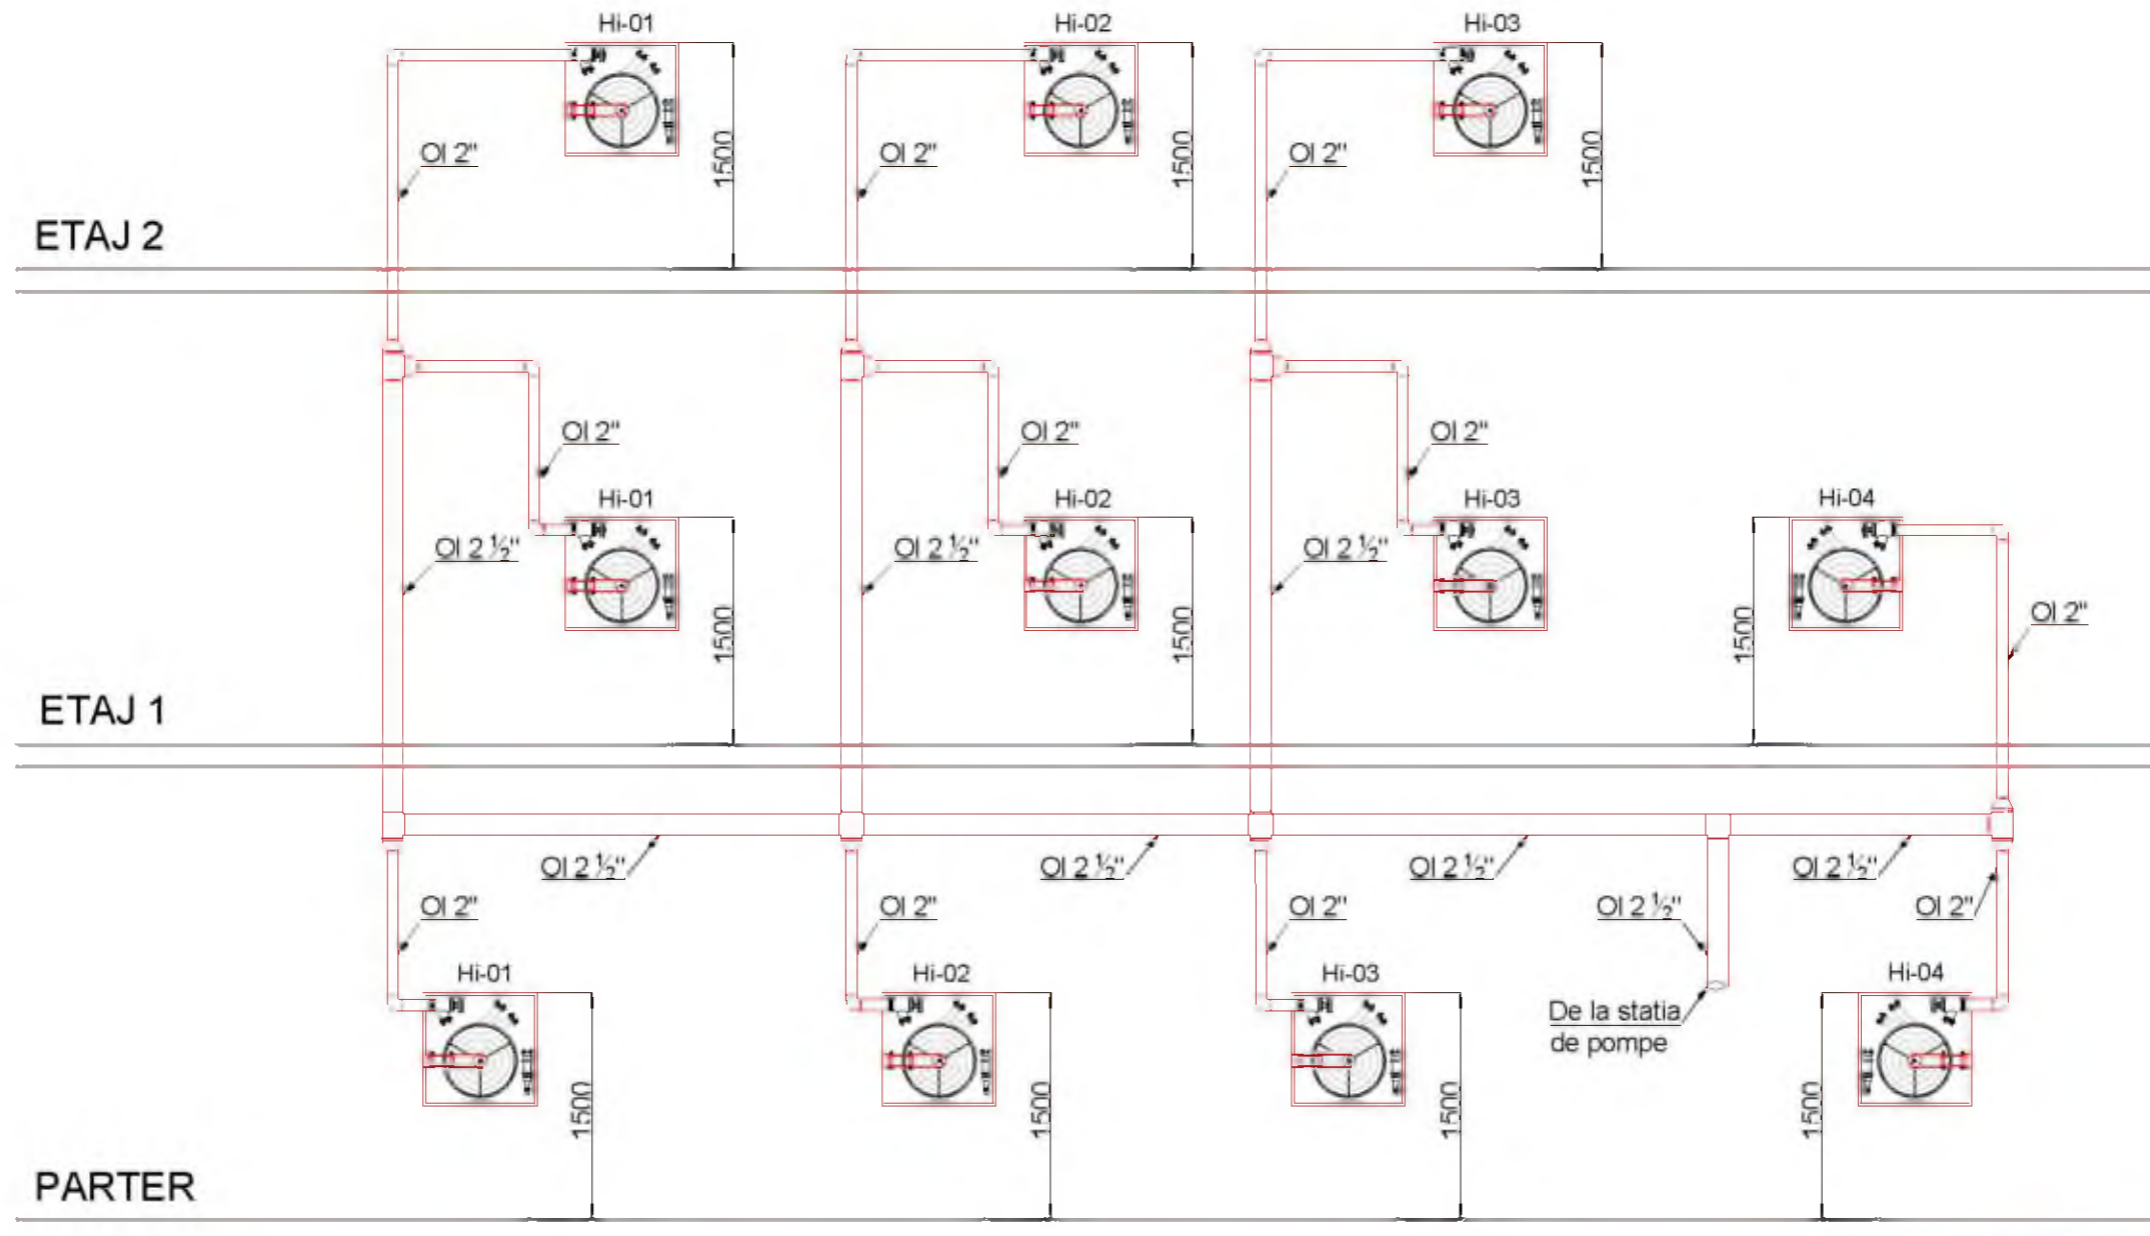 Hi-01
Hi-02
Hi-03
Ol 2"
Ol 2"
Ol 2"
1500
1500
1500
ETAJ 2
Ol 2"
Ol 2"
Ol 2"
Hi-01
Hi-02
Hi-03
Hi-04
Ol 2 ½"
Ol 2 ½"
Ol 2 ½"
Ol 2"
1500
1500
1500
ETAJ 1
Ol 2 ½"
Ol 2 ½"
Ol 2 ½"
Ol 2 ½"
Ol 2"
Ol 2"
Ol 2"
Ol 2 ½"
Ol 2"
Hi-01
Hi-02
Hi-03
Hi-04
De la statia
de pompe
1500
1500
1500
1500
PARTER